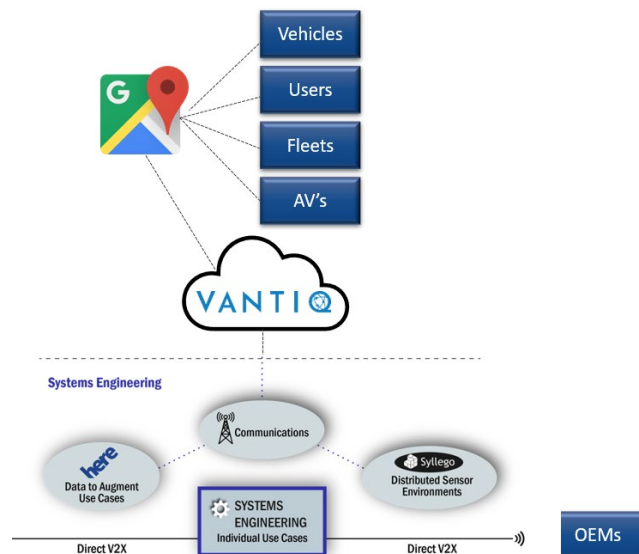 Vehicles
G
Users
Fleets
AV's
VANTIQ
Systems Engineering
Communications
here
Data to Augment
Use Cases
Syllego
Distributed Sensor
Environments
SYSTEMS
ENGINEERING
Individual Use Cases
Direct V2X
Direct V2X
OEMs